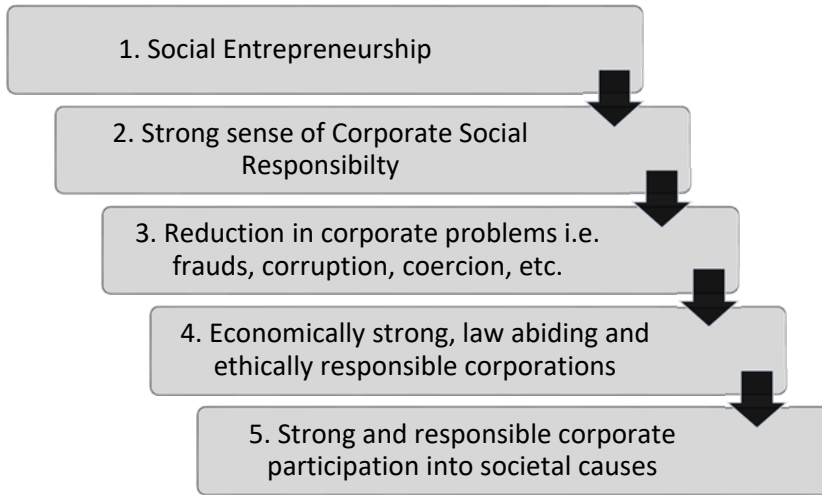 1. Social Entrepreneurship
2. Strong sense of Corporate Social
Responsibilty
3. Reduction in corporate problems i.e.
frauds, corruption, coercion, etc.
4. Economically strong, law abiding and
ethically responsible corporations
5. Strong and responsible corporate
participation into societal causes